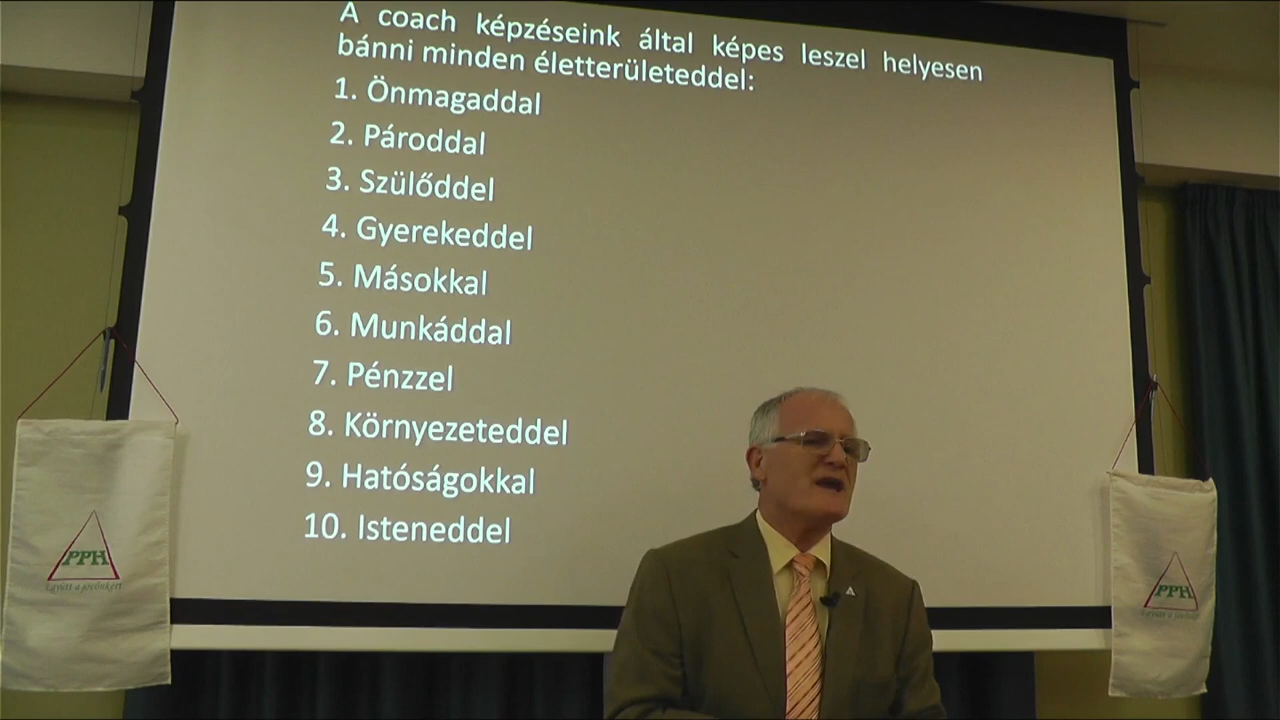 A coach képzéseink által képes leszel helyesen
bánni minden életterületeddel:
1. Önmagaddal
2. Pároddal
3. Szülőddel
4. Gyerekeddel
5. Másokkal
6. Munkáddal
7. Pénzzel
8. Környezeteddel
9. Hatóságokkal
10. Isteneddel
PPH
Együtt a jövőnkért
PPH
Együtt a